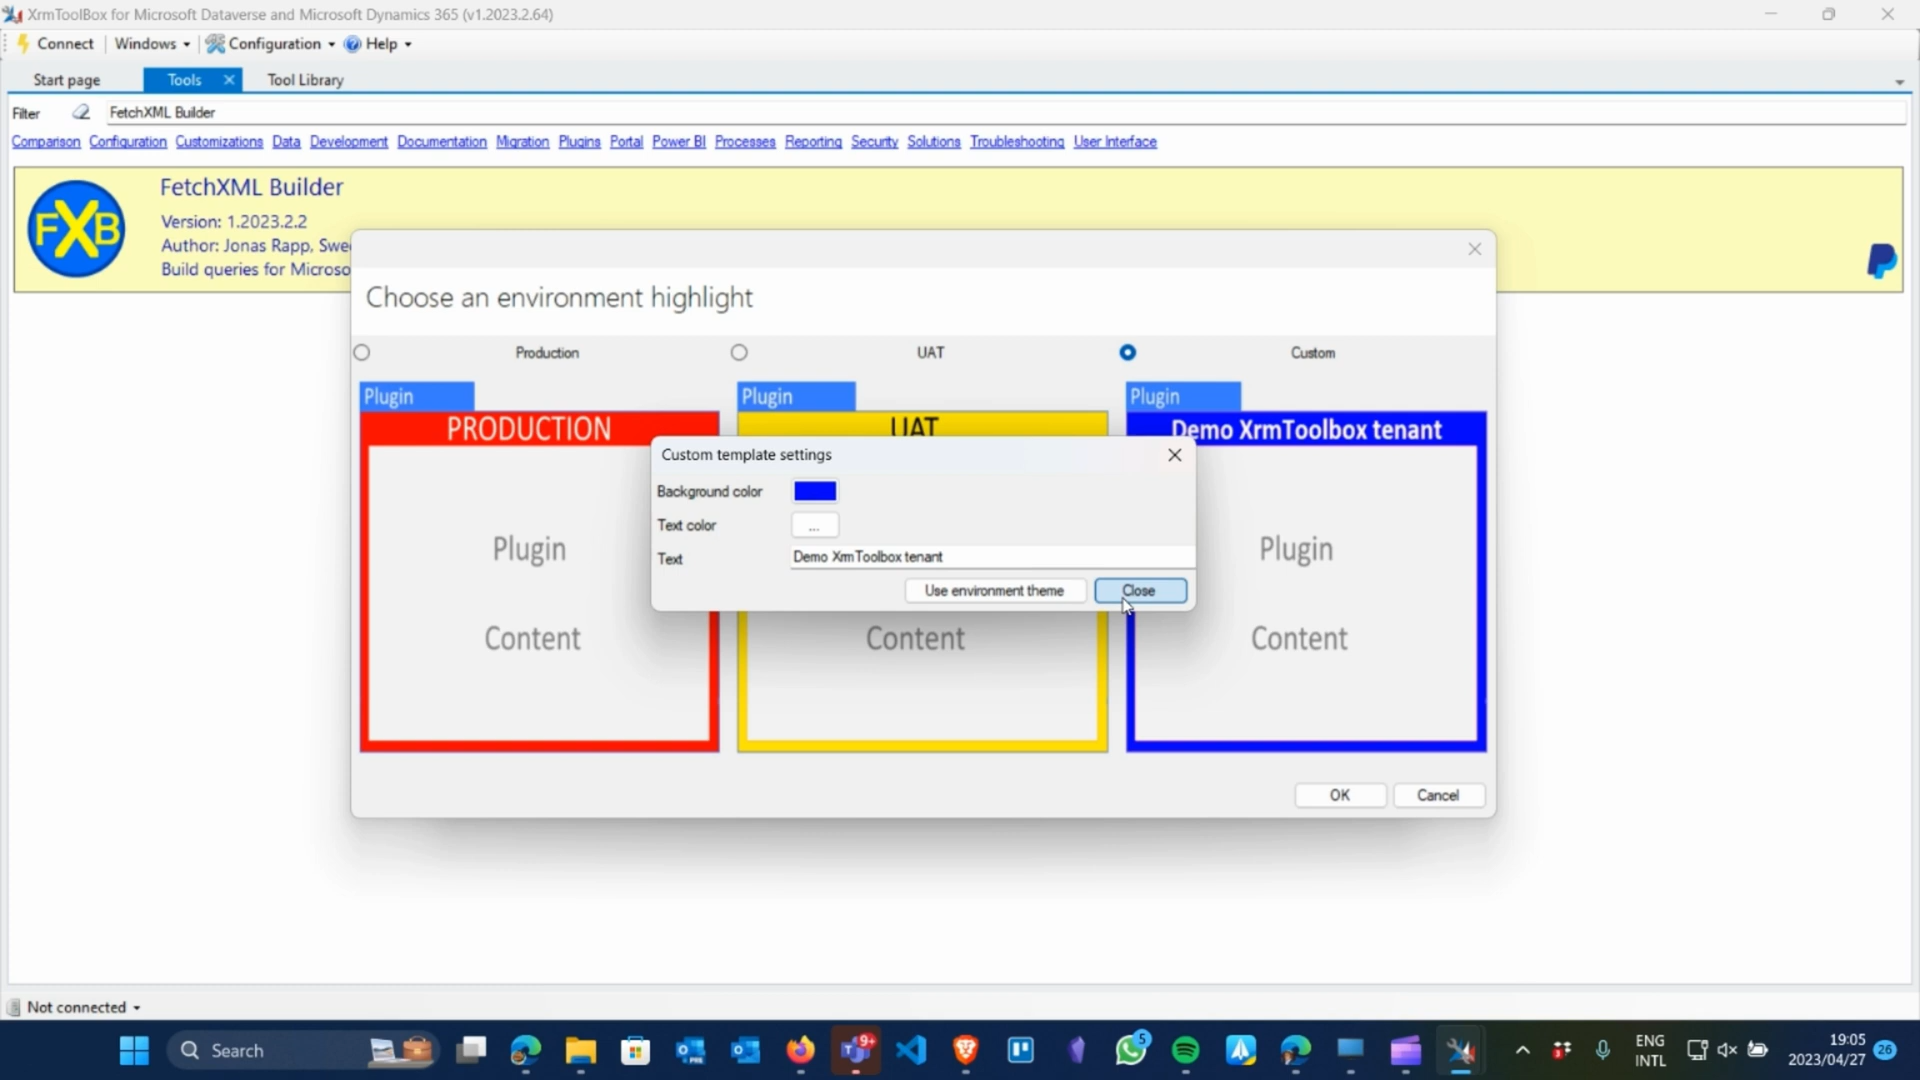 XrmToolBox for Microsoft Dataverse and Microsoft Dynamics 365 (v1.2023.2.64)
Connect Windows Configuration Help
Start page Tools Tool Library
Filter FetchXML Builder
Comparison Configuration Customizations Data Development Documentation Migration Plugins Portal Power BI Processes Reporting Security Solutions Troubleshooting User Interface
FXB
FetchXML Builder
Version: 1.2023.2.2
Author: Jonas Rapp, Swe
Build queries for Microso
Choose an environment highlight
Production UAT Custom
Plugin Plugin Plugin
PRODUCTION UAT Demo XrmToolbox tenant
Custom template settings
Background color
Text color ...
Text Demo XrmToolbox tenant
Use environment theme Close
Plugin Plugin
Content Content Content
OK Cancel
Not connected
Search 9+ 5 ENG 19:05
INTL 2023/04/27 26